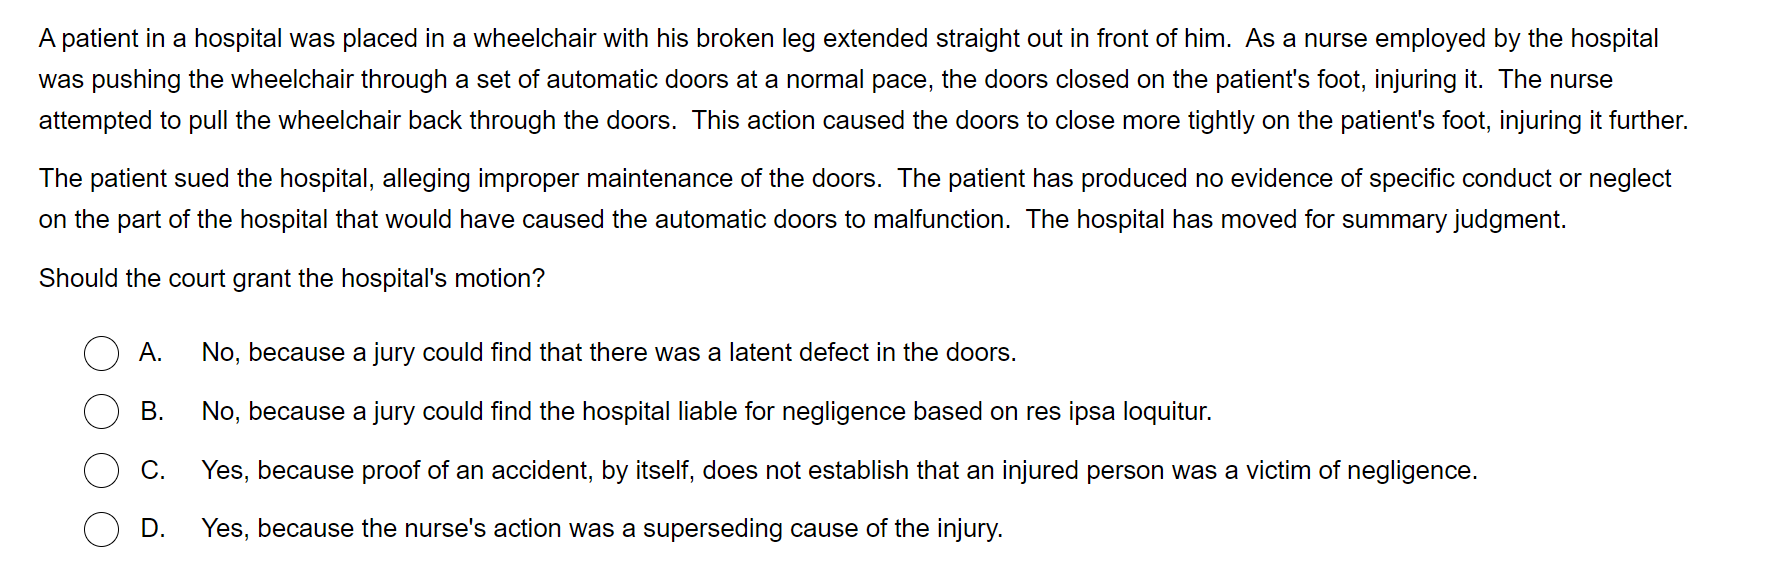 A patient in a hospital was placed in a wheelchair with his broken leg extended straight out in front of him.  As a nurse employed by the hospital
was pushing the wheelchair through a set of automatic doors at a normal pace, the doors closed on the patient's foot, injuring it.  The nurse
attempted to pull the wheelchair back through the doors.  This action caused the doors to close more tightly on the patient's foot, injuring it further.
The patient sued the hospital, alleging improper maintenance of the doors.  The patient has produced no evidence of specific conduct or neglect
on the part of the hospital that would have caused the automatic doors to malfunction.  The hospital has moved for summary judgment.
Should the court grant the hospital's motion?
A. No, because a jury could find that there was a latent defect in the doors.
B. No, because a jury could find the hospital liable for negligence based on res ipsa loquitur.
C. Yes, because proof of an accident, by itself, does not establish that an injured person was a victim of negligence.
D. Yes, because the nurse's action was a superseding cause of the injury.